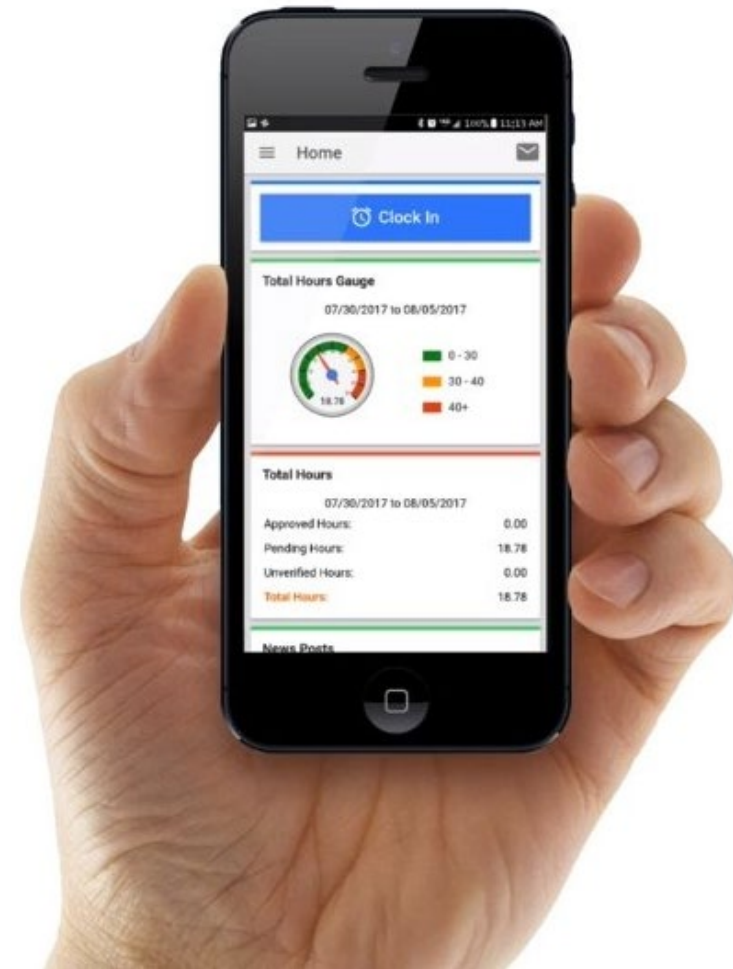 100% 11:13 AM
Home
Clock In
Total Hours Gauge
07/30/2017 to 08/05/2017
0 - 30
30 - 40
18.78
40+
Total Hours
07/30/2017 to 08/05/2017
Approved Hours: 0.00
Pending Hours: 18.78
Unverified Hours: 0.00
Total Hours: 18.78
News Posts